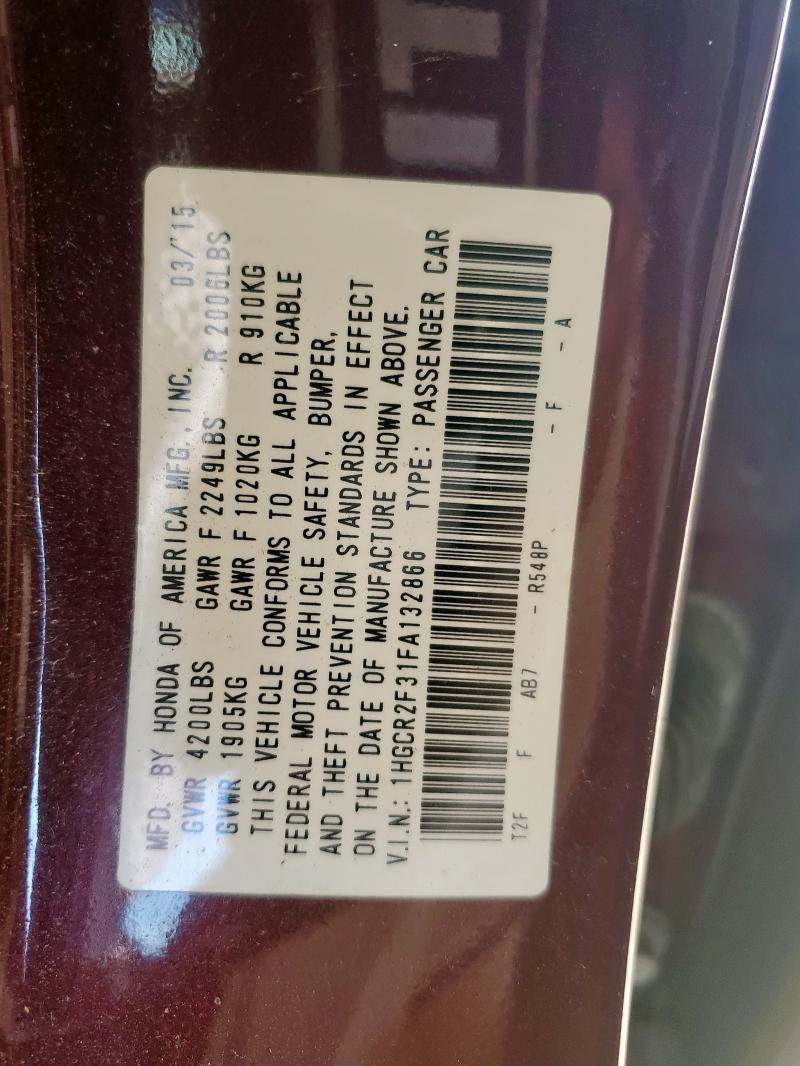 MFD. BY HONDA OF AMERICA MFG., INC. 03/'15
GVWR 4200LBS GAWR F 2249LBS R 2006LBS
GVWR 1905KG GAWR F 1020KG R 910KG
THIS VEHICLE CONFORMS TO ALL APPLICABLE
FEDERAL MOTOR VEHICLE SAFETY, BUMPER,
AND THEFT PREVENTION STANDARDS IN EFFECT
ON THE DATE OF MANUFACTURE SHOWN ABOVE.
V.I.N.: 1HGCR2F31FA132866 TYPE: PASSENGER CAR
T2F F AB7 - R548P - F - A